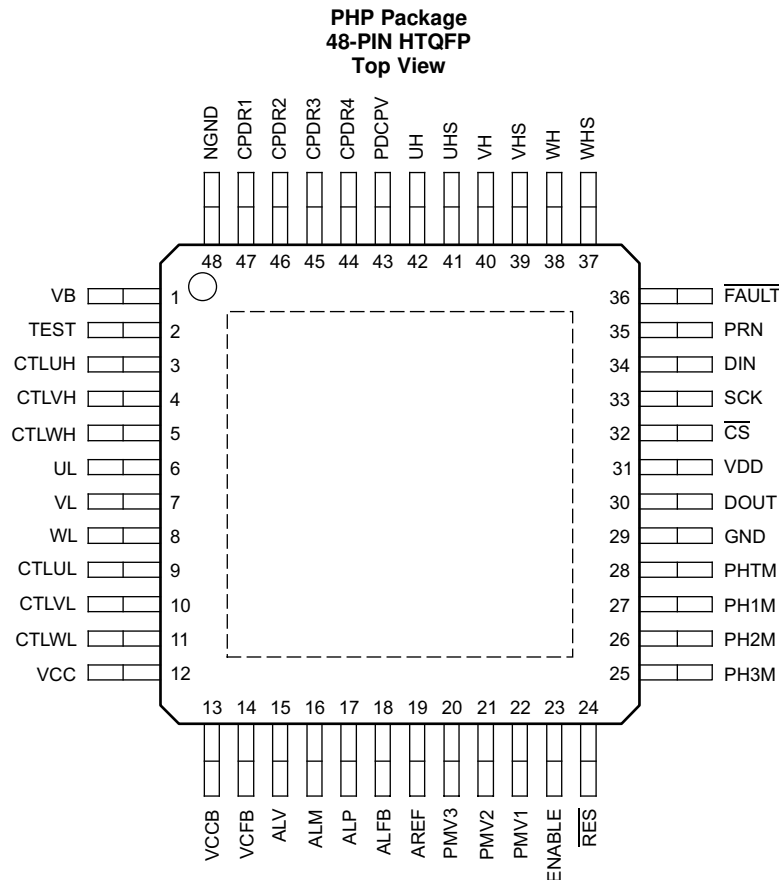 PHP Package
48-PIN HTQFP
Top View
NGND
CPDR1
CPDR2
CPDR3
CPDR4
PDCPV
UH
UHS
VH
VHS
WH
WHS
48 47 46 45 44 43 42 41 40 39 38 37
VB 1
TEST 2
CTLUH 3
CTLVH 4
CTLWH 5
UL 6
VL 7
WL 8
CTLUL 9
CTLVL 10
CTLWL 11
VCC 12
36 FAULT
35 PRN
34 DIN
33 SCK
32 CS
31 VDD
30 DOUT
29 GND
28 PHTM
27 PH1M
26 PH2M
25 PH3M
13 14 15 16 17 18 19 20 21 22 23 24
VCCB
VCFB
ALV
ALM
ALP
ALFB
AREF
PMV3
PMV2
PMV1
ENABLE
RES